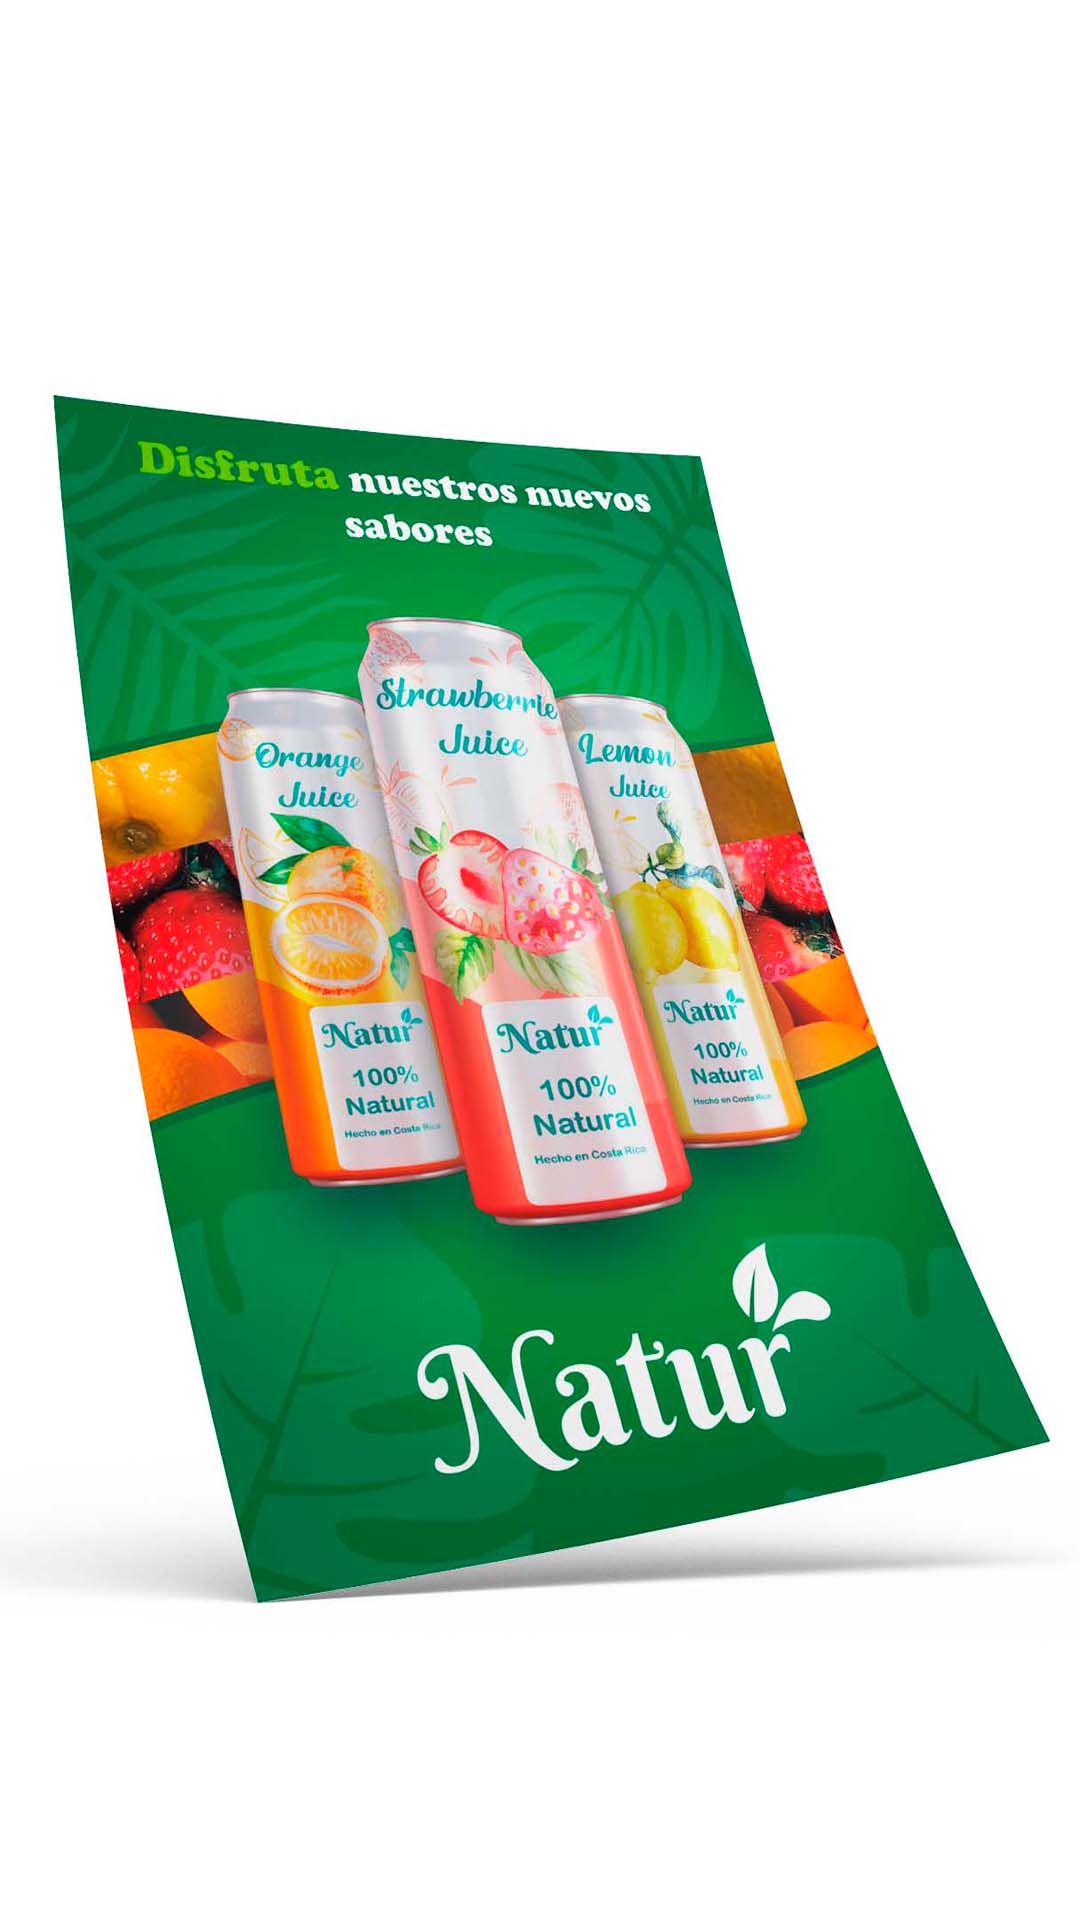 Disfruta nuestros nuevos
sabores
Orange
Juice
Natur
100%
Natural
Hecho en Costa Rica
Strawberrie
Juice
Natur
100%
Natural
Hecho en Costa Rica
Lemon
Juice
Natur
100%
Natural
Hecho en Costa Rica
Natur